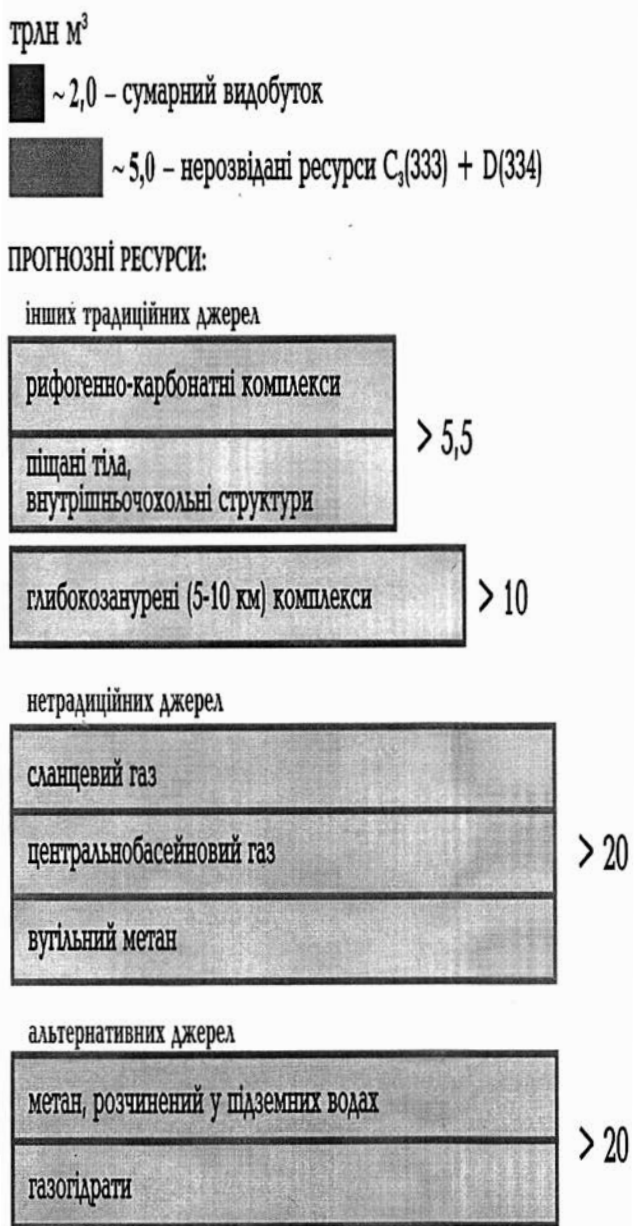 трлн м³
~ 2,0 – сумарний видобуток
~ 5,0 – нерозвідані ресурси C₃(333) + D(334)
ПРОГНОЗНІ РЕСУРСИ:
інших традиційних джерел
рифогенно-карбонатні комплекси
піщані тіла,
внутрішньочохольні структури
> 5,5
глибокозанурені (5-10 км) комплекси
> 10
нетрадиційних джерел
сланцевий газ
центральнобасейновий газ
вугільний метан
> 20
альтернативних джерел
метан, розчинений у підземних водах
газогідрати
> 20